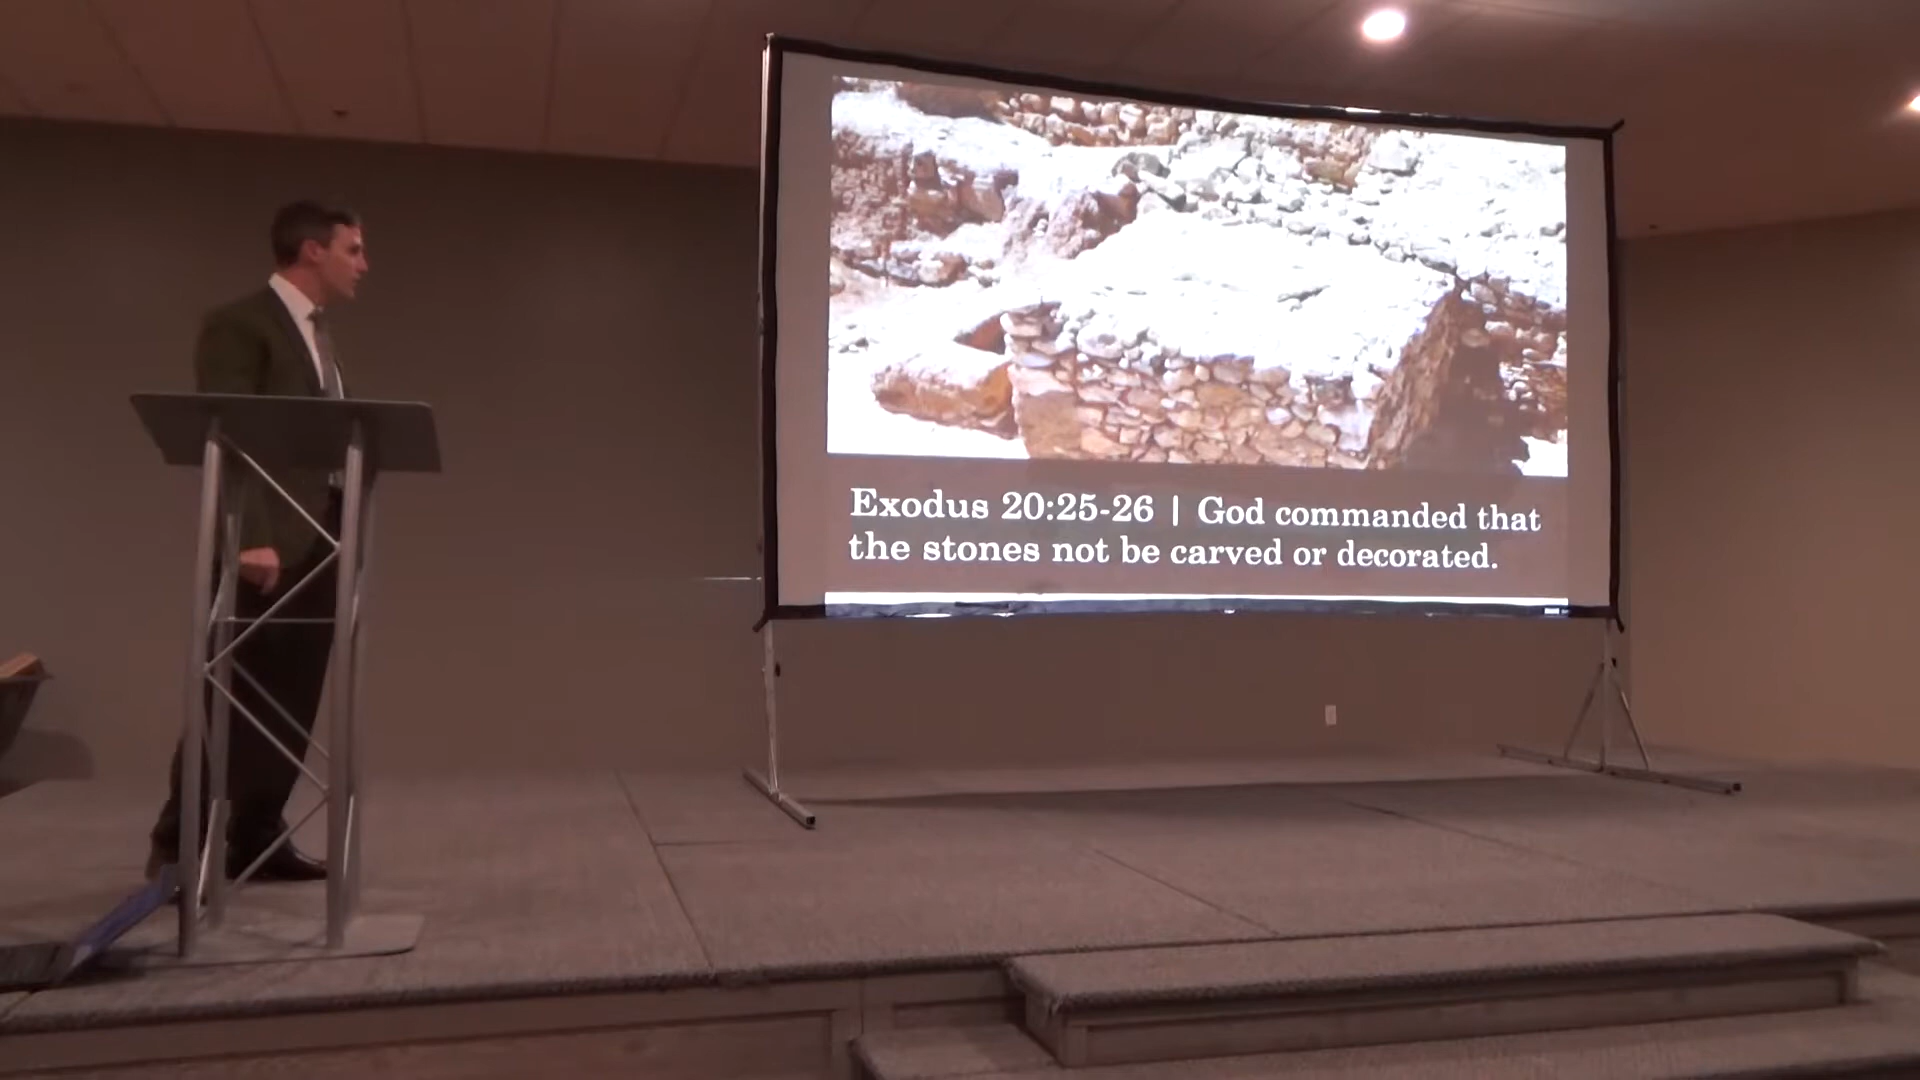 Exodus 20:25-26 | God commanded that
the stones not be carved or decorated.